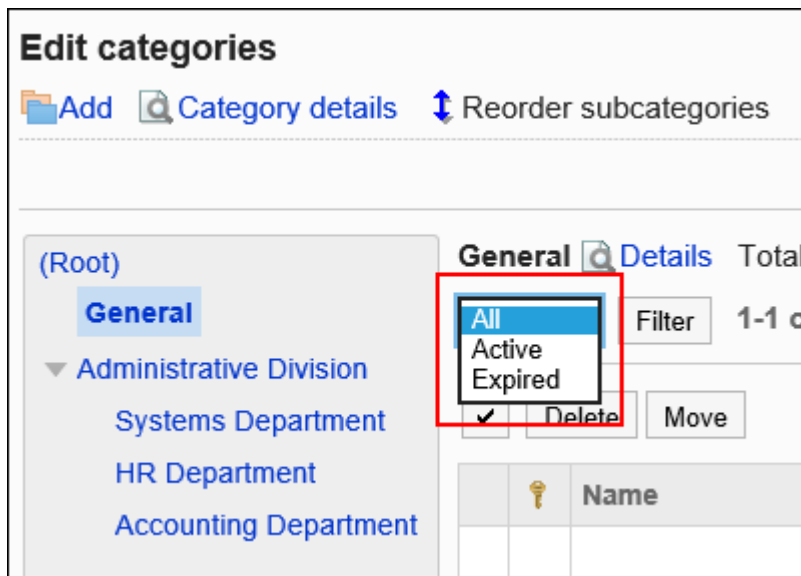 Edit categories
Add Category details Reorder subcategories
(Root)
General
Administrative Division
Systems Department
HR Department
Accounting Department
General Details Total
All
Active
Expired
Filter 1-1
Delete Move
Name